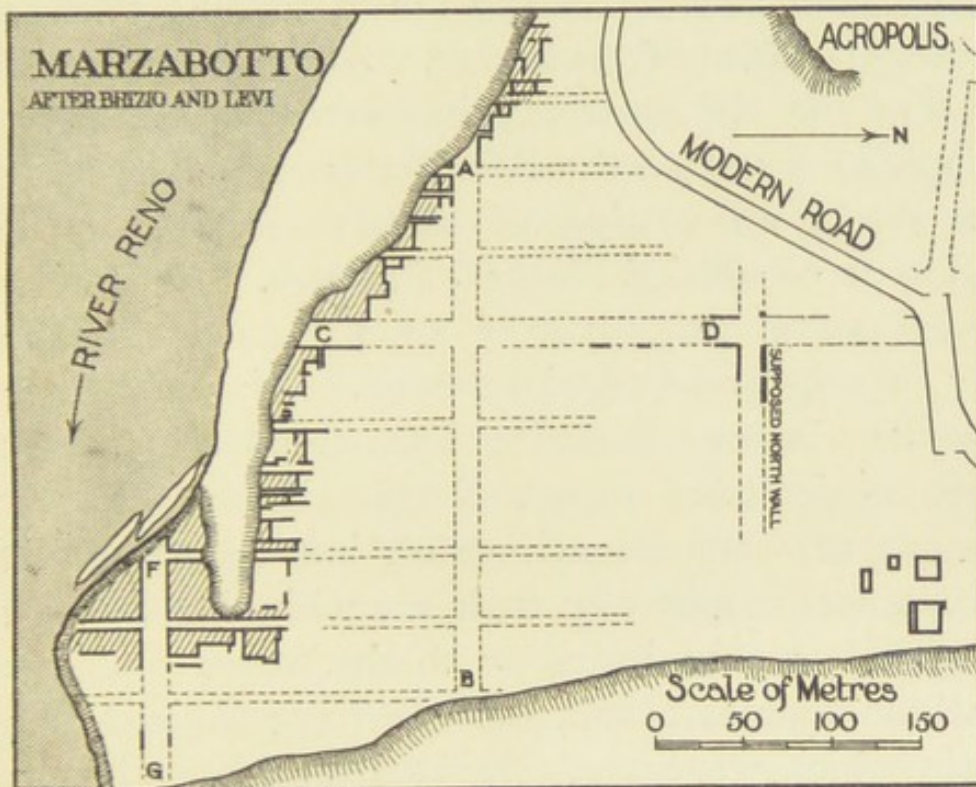 MARZABOTTO
AFTER BRIZIO AND LEVI
ACROPOLIS
N
MODERN ROAD
RIVER RENO
A
C
D
SUPPOSED NORTH WALL
F
B
G
Scale of Metres
0 50 100 150